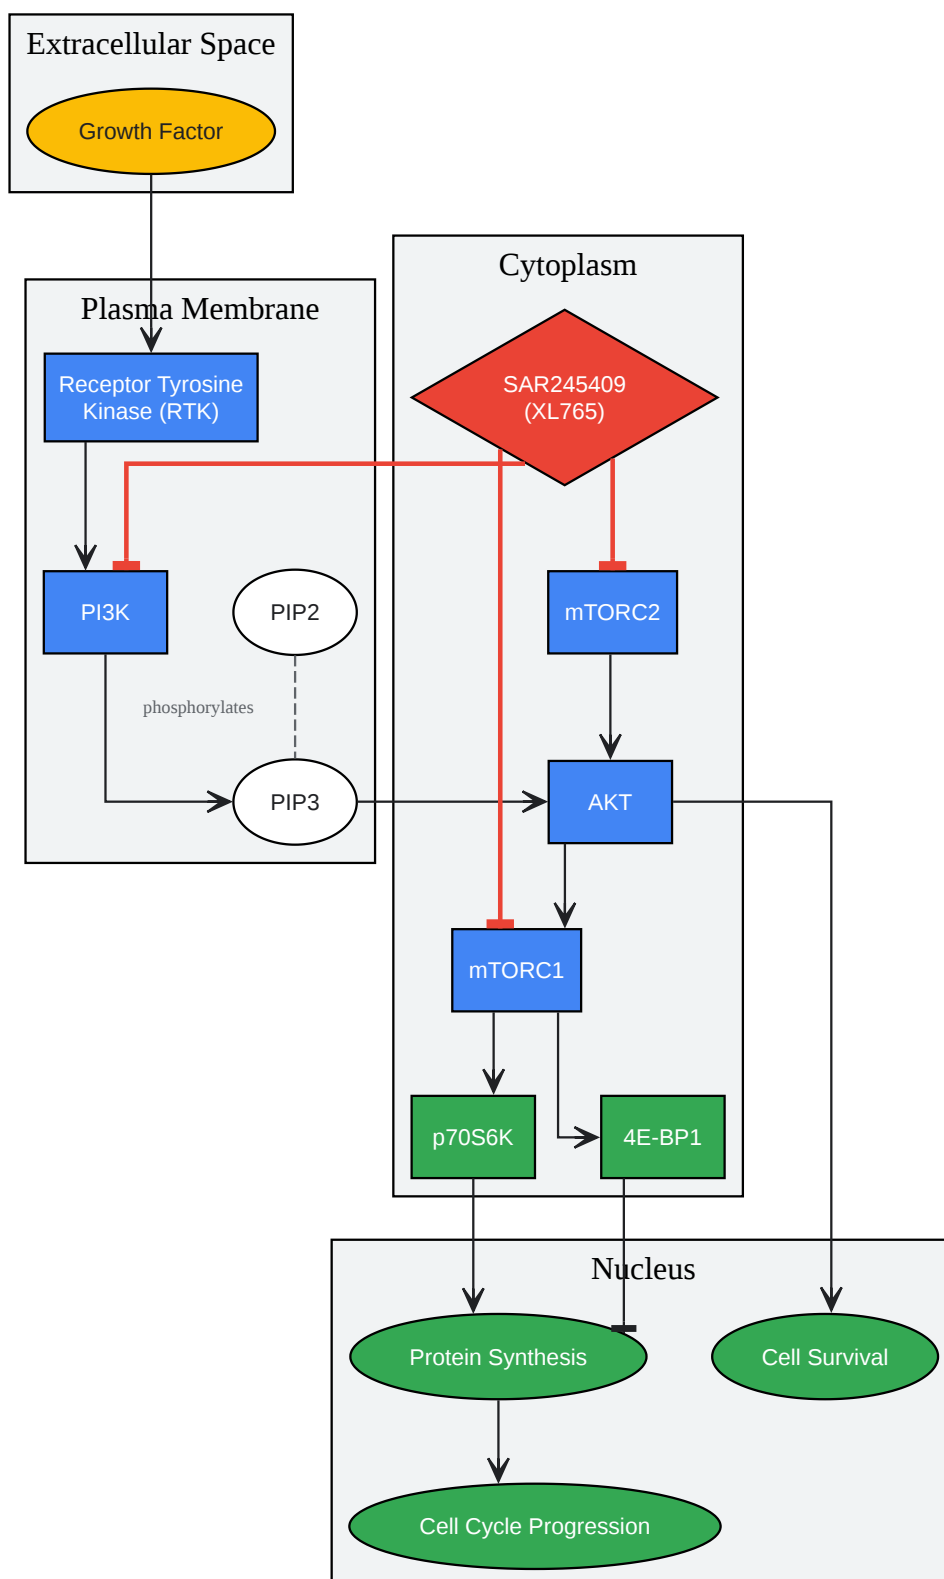 Extracellular Space
Growth Factor
Cytoplasm
Plasma Membrane
Receptor Tyrosine
Kinase (RTK)
SAR245409
(XL765)
PI3K
PIP2
mTORC2
phosphorylates
PIP3
AKT
mTORC1
p70S6K
4E-BP1
Nucleus
Protein Synthesis
Cell Survival
Cell Cycle Progression